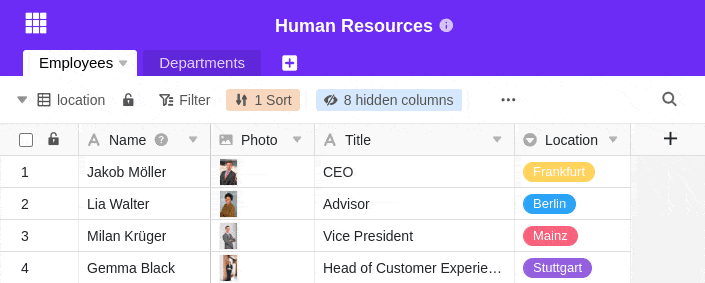 Human Resources
Employees Departments
location Filter 1 Sort 8 hidden columns
Name Photo Title Location
1 Jakob Möller CEO Frankfurt
2 Lia Walter Advisor Berlin
3 Milan Krüger Vice President Mainz
4 Gemma Black Head of Customer Experie… Stuttgart